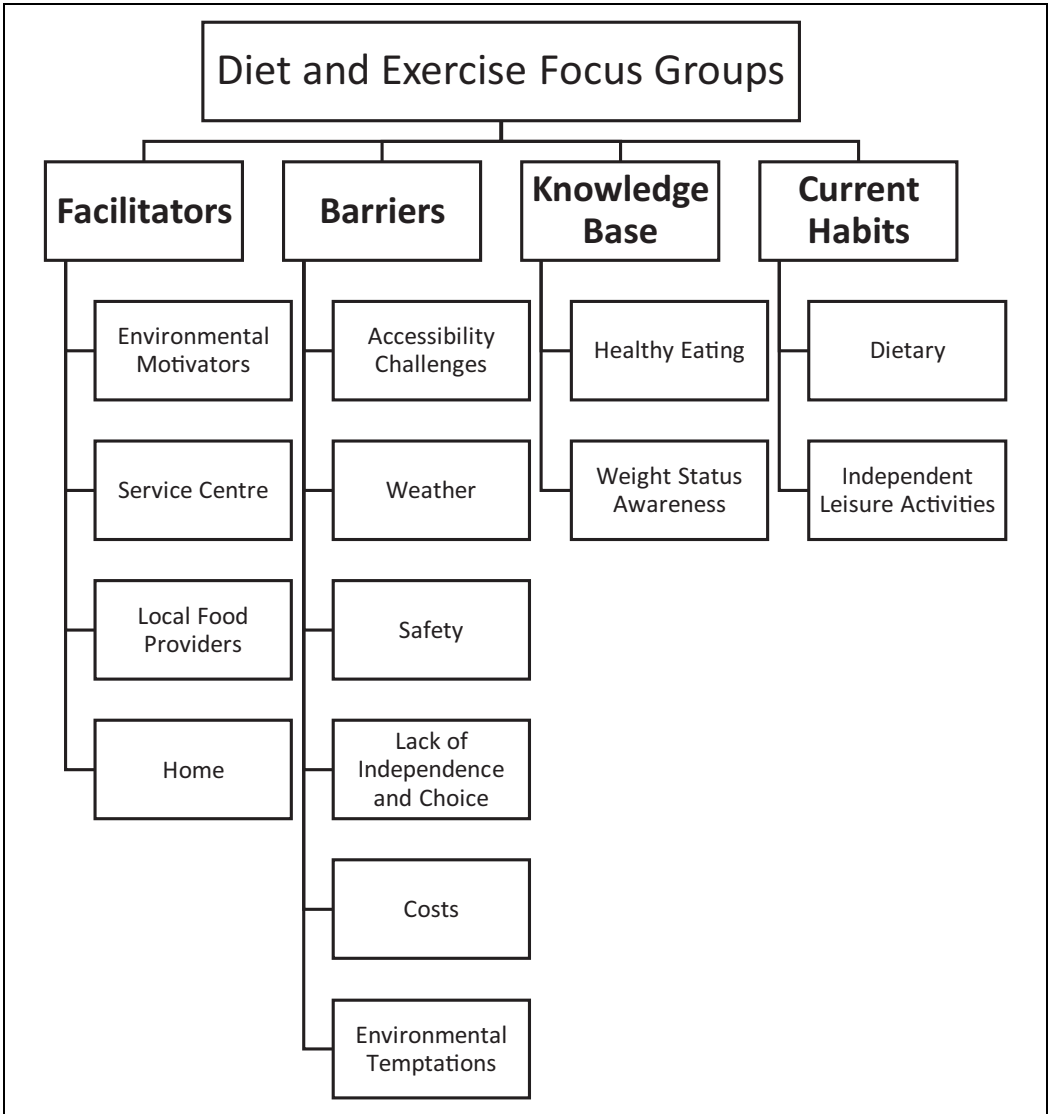 Diet and Exercise Focus Groups
Facilitators
Environmental
Motivators
Service Centre
Local Food
Providers
Home
Barriers
Accessibility
Challenges
Weather
Safety
Lack of
Independence
and Choice
Costs
Environmental
Temptations
Knowledge
Base
Healthy Eating
Weight Status
Awareness
Current
Habits
Dietary
Independent
Leisure Activities